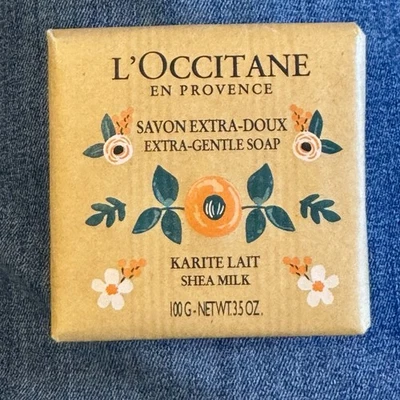 L'OCCITANE
EN PROVENCE
SAVON EXTRA-DOUX
EXTRA-GENTLE SOAP
KARITE LAIT
SHEA MILK
100 G - NET WT. 3.5 OZ.